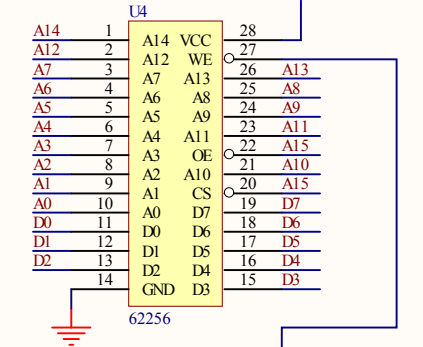 U4
A14 1 A14 VCC 28
A12 2 A12 WE 27
A7 3 A7 A13 26 A13
A6 4 A6 A8 25 A8
A5 5 A5 A9 24 A9
A4 6 A4 A11 23 A11
A3 7 A3 OE 22 A15
A2 8 A2 A10 21 A10
A1 9 A1 CS 20 A15
A0 10 A0 D7 19 D7
D0 11 D0 D6 18 D6
D1 12 D1 D5 17 D5
D2 13 D2 D4 16 D4
14 GND D3 15 D3
62256